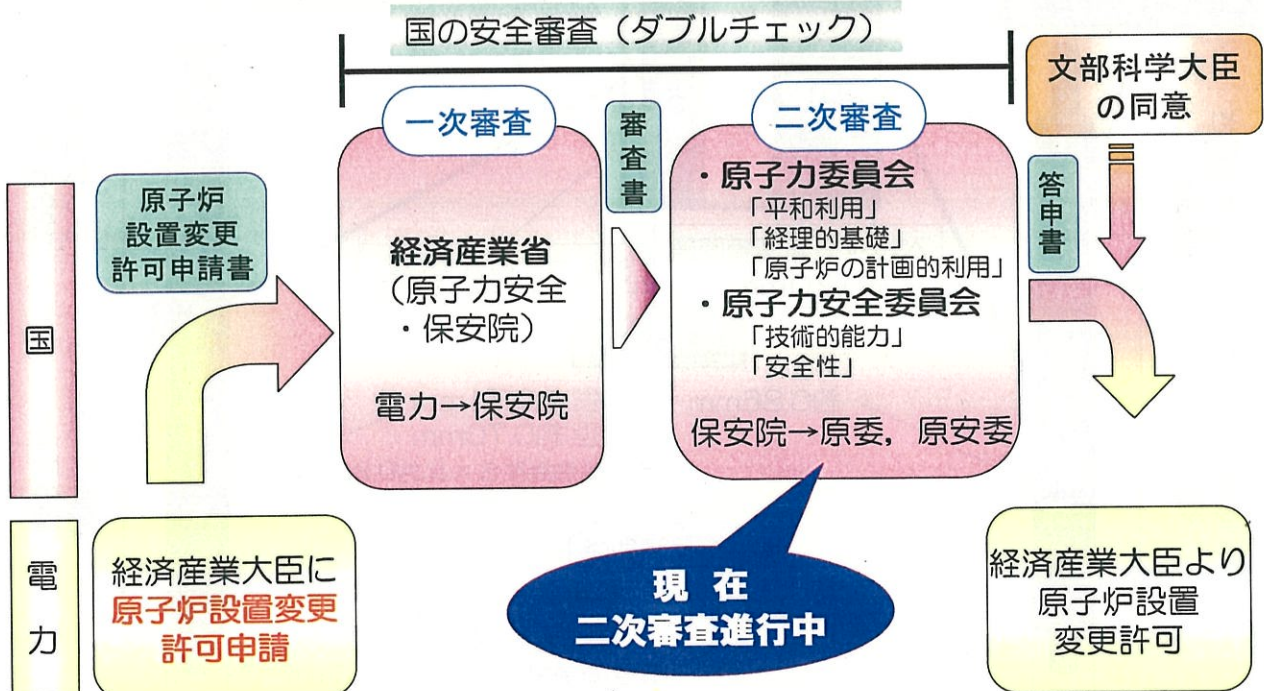 国の安全審査（ダブルチェック）
文部科学大臣
の同意
一次審査
審査書
二次審査
答申書
国
原子炉
設置変更
許可申請書
経済産業省
（原子力安全
・保安院）
電力→保安院
・原子力委員会
「平和利用」
「経理的基礎」
「原子炉の計画的利用」
・原子力安全委員会
「技術的能力」
「安全性」
保安院→原委，原安委
現在
二次審査進行中
電力
経済産業大臣に
原子炉設置変更
許可申請
経済産業大臣より
原子炉設置
変更許可